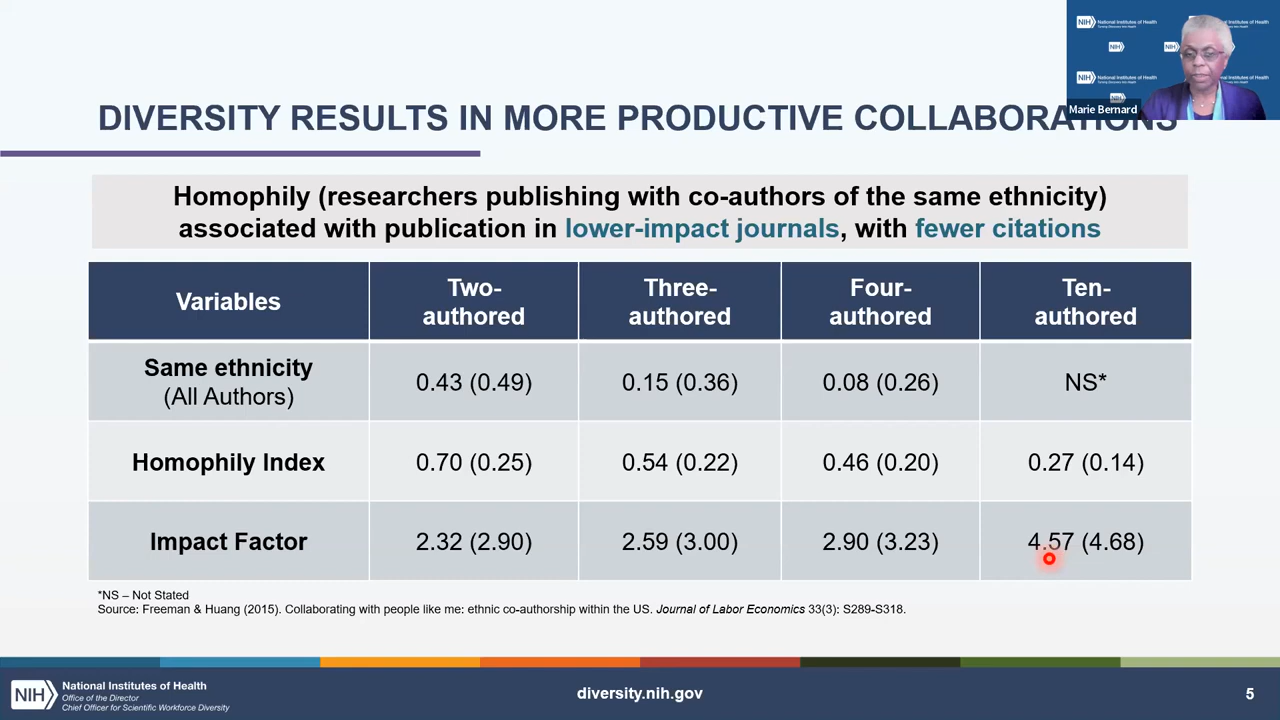 National Institutes of Health
NIH
National Institutes of Health
NIH
Marie Bernard
DIVERSITY RESULTS IN MORE PRODUCTIVE COLLABORATIONS
Homophily (researchers publishing with co-authors of the same ethnicity)
associated with publication in lower-impact journals, with fewer citations
Variables
Two-
authored
Three-
authored
Four-
authored
Ten-
authored
Same ethnicity
(All Authors)
0.43 (0.49)
0.15 (0.36)
0.08 (0.26)
NS*
Homophily Index
0.70 (0.25)
0.54 (0.22)
0.46 (0.20)
0.27 (0.14)
Impact Factor
2.32 (2.90)
2.59 (3.00)
2.90 (3.23)
4.57 (4.68)
*NS – Not Stated
Source: Freeman & Huang (2015). Collaborating with people like me: ethnic co-authorship within the US. Journal of Labor Economics 33(3): S289-S318.
NIH
National Institutes of Health
Office of the Director
Chief Officer for Scientific Workforce Diversity
diversity.nih.gov
5